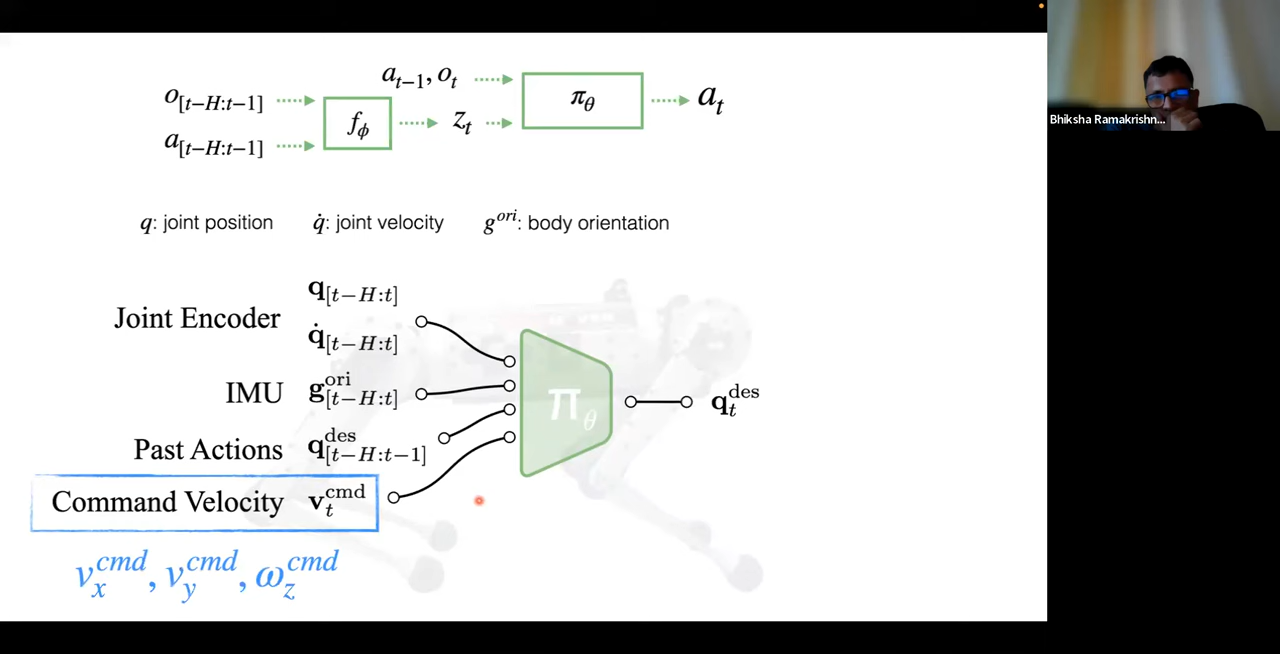 a_{t−1}, o_t
o_{[t−H:t−1]}
π_θ
a_t
f_ϕ
z_t
a_{[t−H:t−1]}
Bhiksha Ramakrishn...
q: joint position q̇: joint velocity g^{ori}: body orientation
q_{[t−H:t]}
Joint Encoder
q̇_{[t−H:t]}
IMU g^{ori}_{[t−H:t]}
π_θ
q^{des}_t
Past Actions q^{des}_{[t−H:t−1]}
Command Velocity v^{cmd}_t
v_x^{cmd}, v_y^{cmd}, ω_z^{cmd}